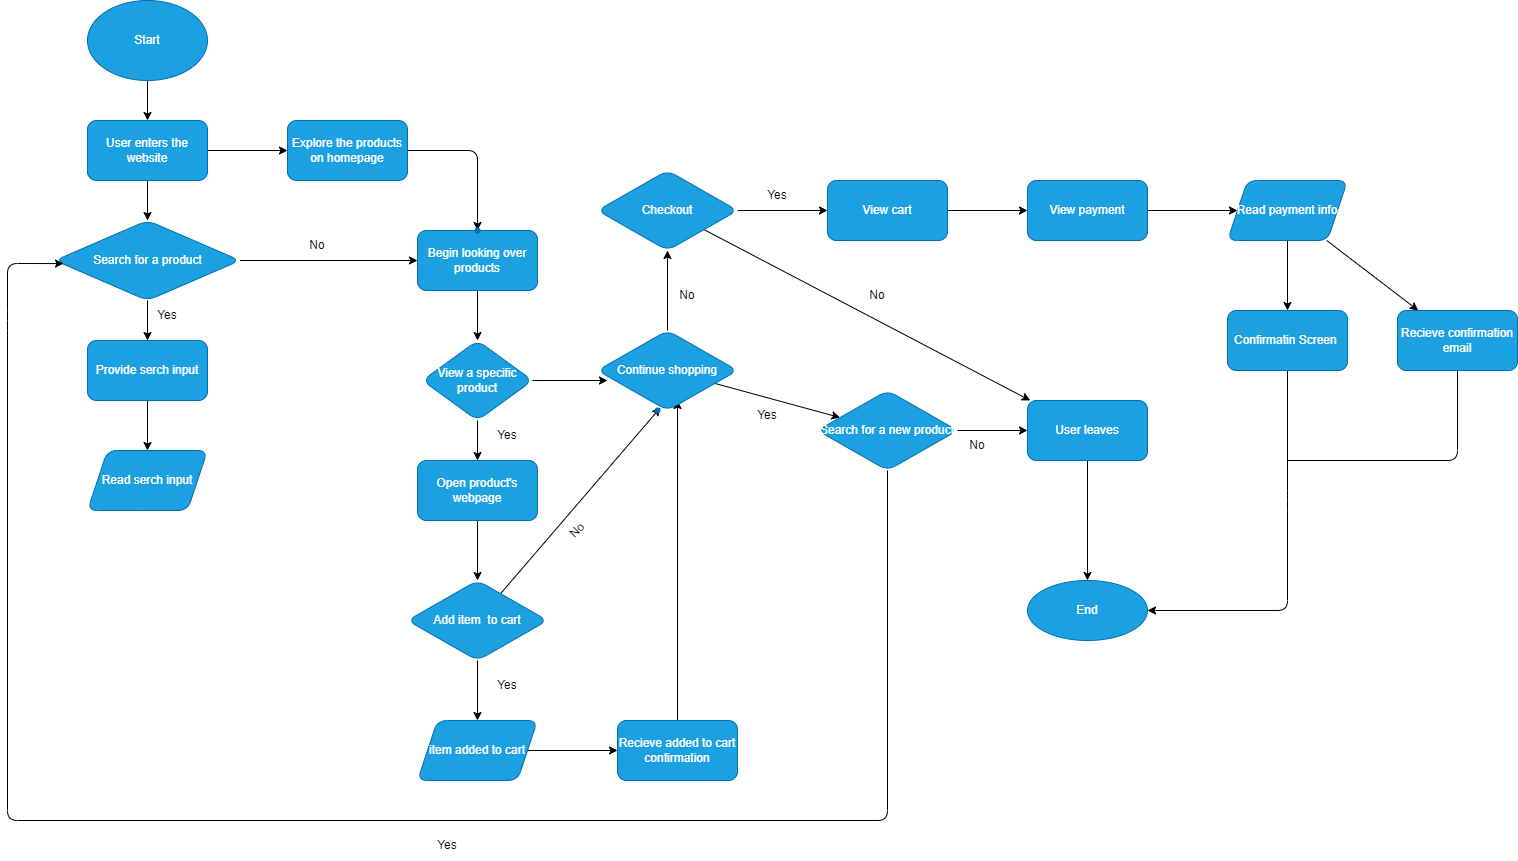 Start
User enters the
website
Explore the products
on homepage
Search for a product
No
Begin looking over
products
Yes
Provide serch input
Read serch input
View a specific
product
Yes
Open product's
webpage
Add item  to cart
No
Yes
item added to cart
Recieve added to cart
confirmation
Continue shopping
No
Checkout
Yes
View cart
View payment
Read payment info
Confirmatin Screen
Recieve confirmation
email
No
Yes
Search for a new product
No
User leaves
End
Yes